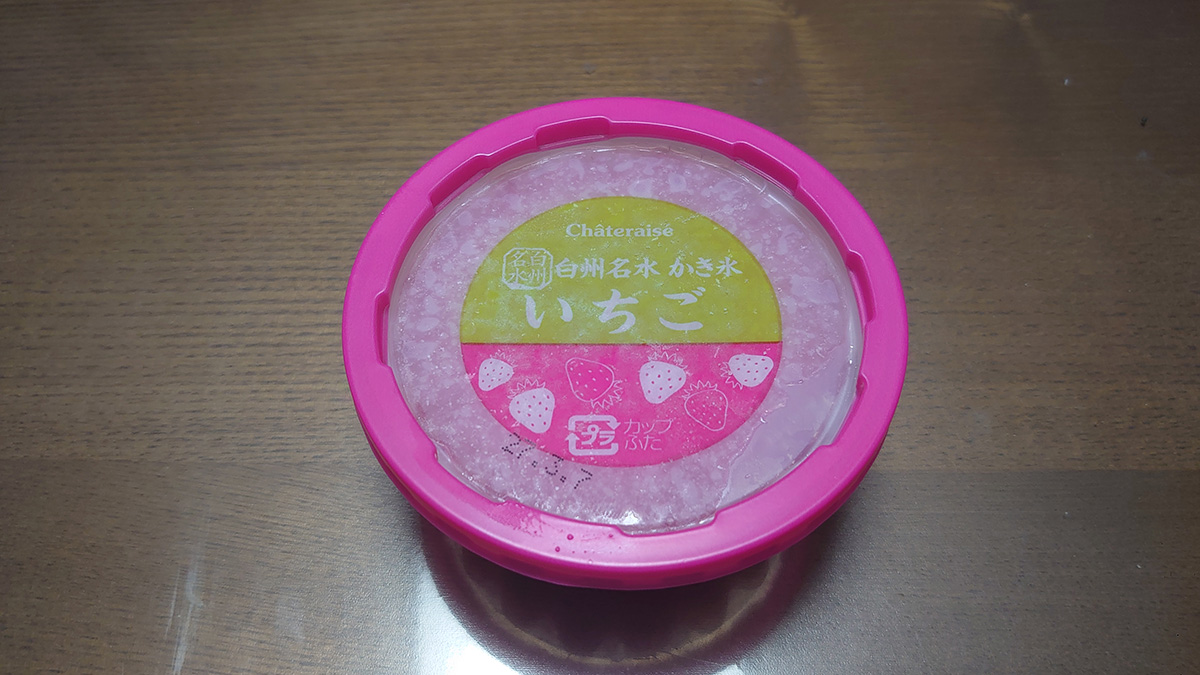 Châteraisé
白州名水
白州名水 かき氷
いちご
プラ
カップ
ふた
21.3.7